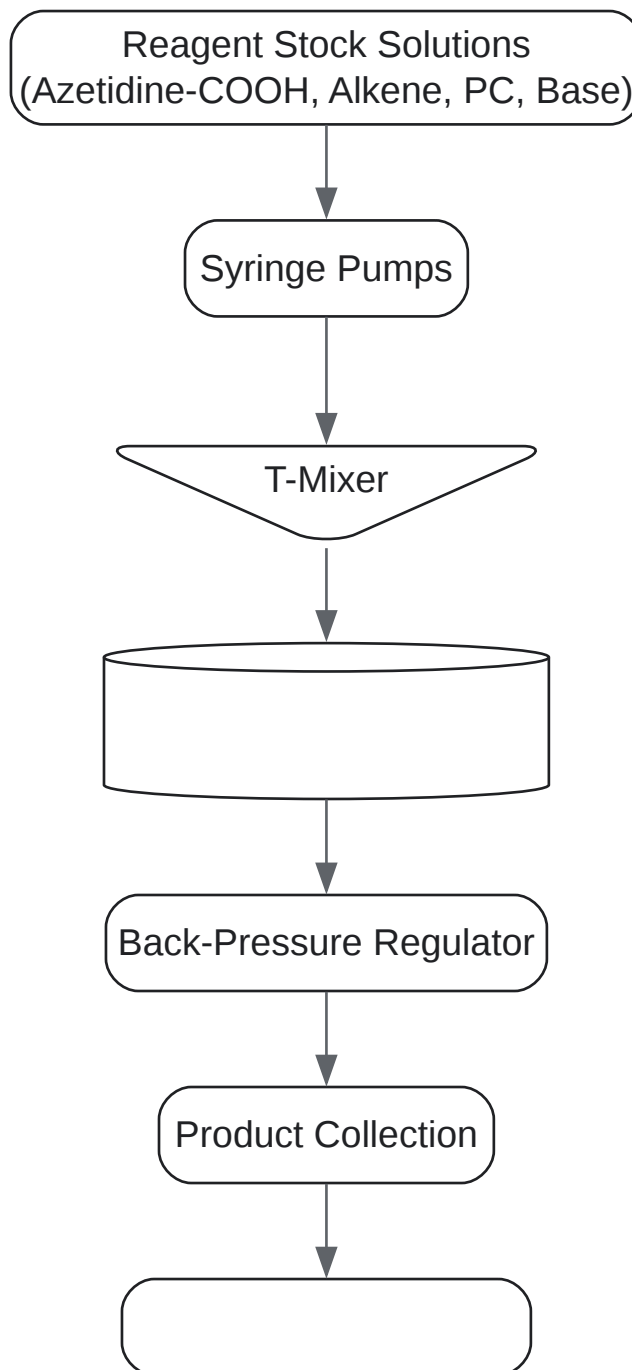 Reagent Stock Solutions
(Azetidine-COOH, Alkene, PC, Base)
Syringe Pumps
T-Mixer
Back-Pressure Regulator
Product Collection